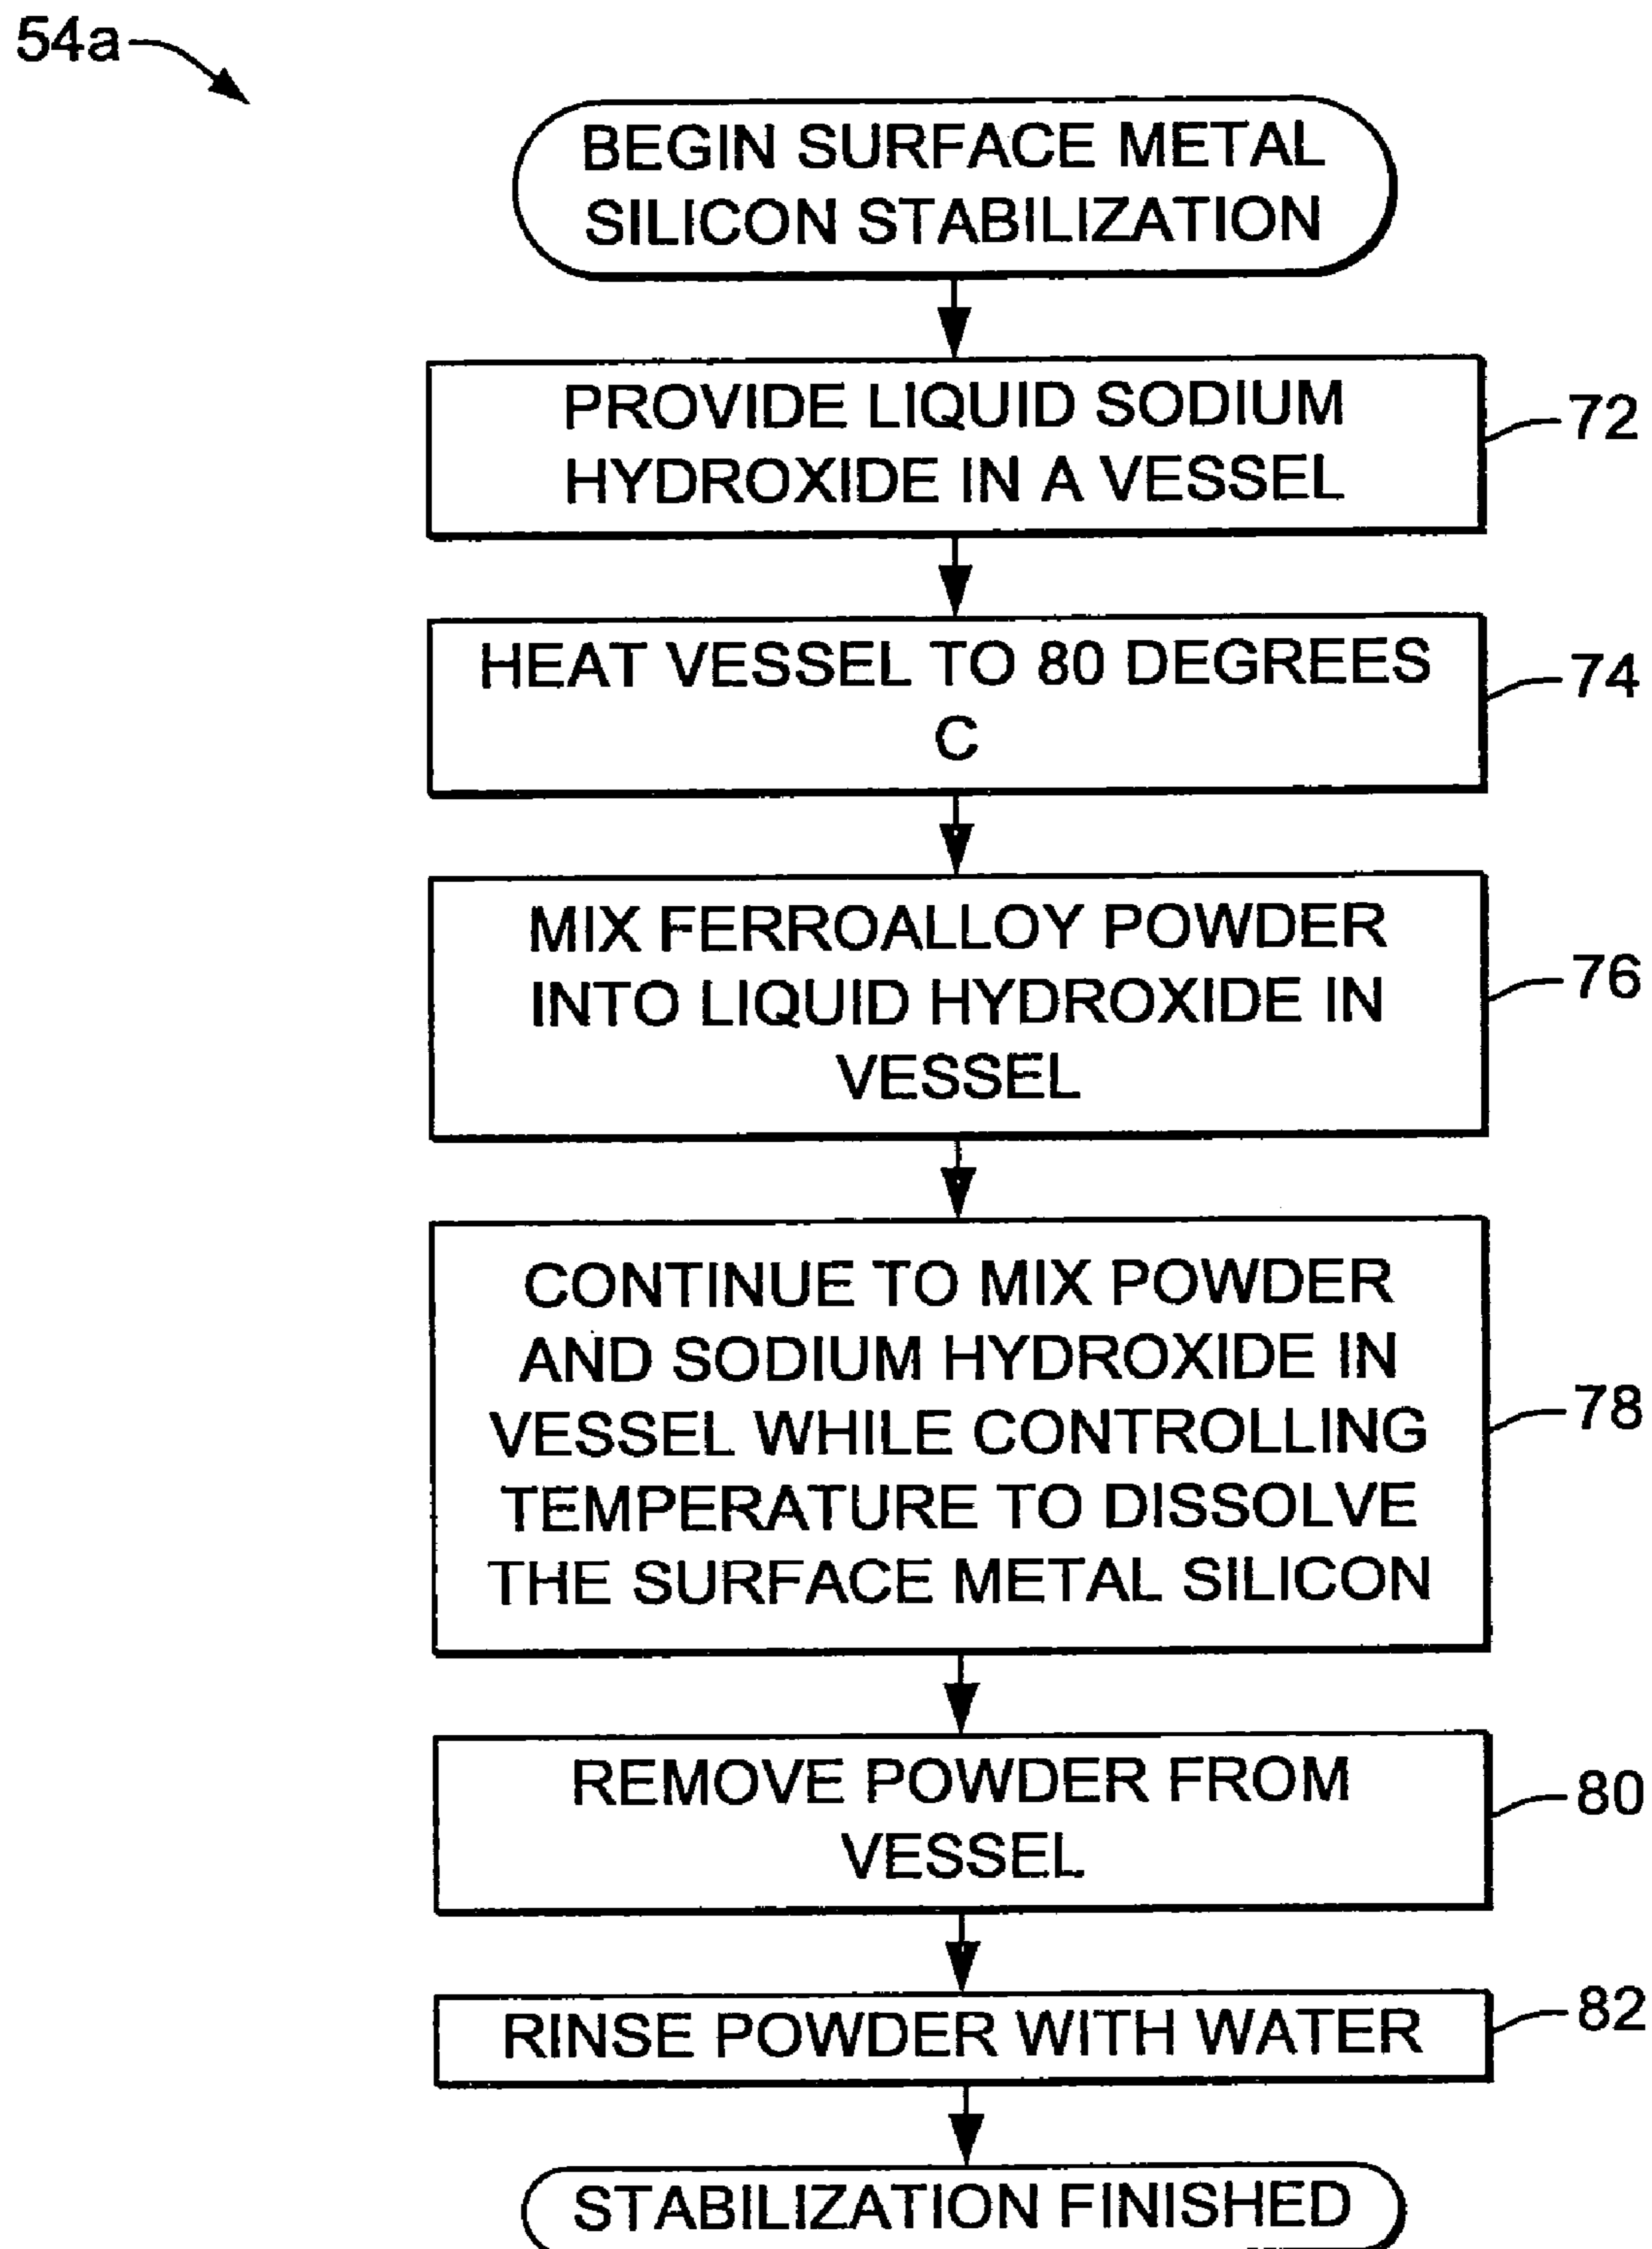 54a
BEGIN SURFACE METAL
SILICON STABILIZATION
PROVIDE LIQUID SODIUM
HYDROXIDE IN A VESSEL
72
HEAT VESSEL TO 80 DEGREES
C
74
MIX FERROALLOY POWDER
INTO LIQUID HYDROXIDE IN
VESSEL
76
CONTINUE TO MIX POWDER
AND SODIUM HYDROXIDE IN
VESSEL WHILE CONTROLLING
TEMPERATURE TO DISSOLVE
THE SURFACE METAL SILICON
78
REMOVE POWDER FROM
VESSEL
80
RINSE POWDER WITH WATER
82
STABILIZATION FINISHED